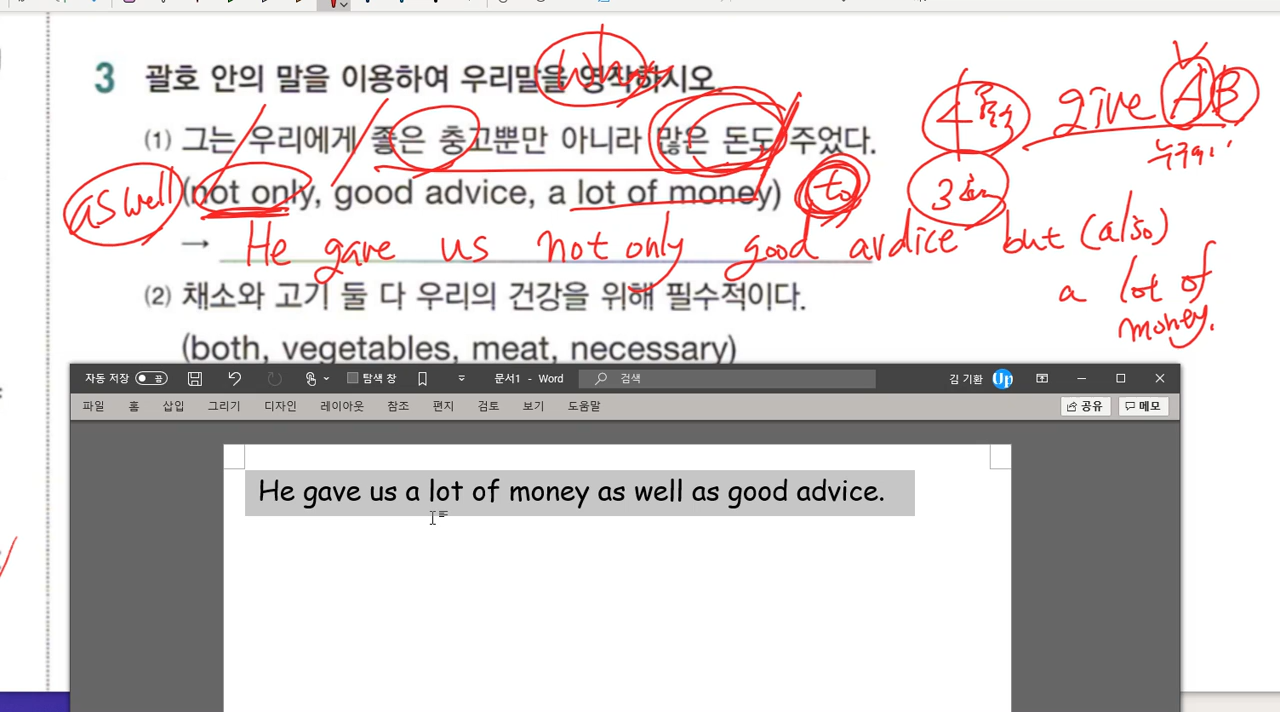 3 괄호 안의 말을 이용하여 우리말을 영작하시오.
why
(1) 그는 우리에게 좋은 충고뿐만 아니라 많은 돈도 주었다.
4형식 give A B
누구에게
as well (not only, good advice, a lot of money) to 3형식
→ He gave us not only good avdice but (also)
a lot of
money.
(2) 채소와 고기 둘 다 우리의 건강을 위해 필수적이다.
(both, vegetables, meat, necessary)
자동 저장 끔 탐색 창 문서1 - Word 검색 김 기환 Up
파일 홈 삽입 그리기 디자인 레이아웃 참조 편지 검토 보기 도움말 공유 메모
He gave us a lot of money as well as good advice.